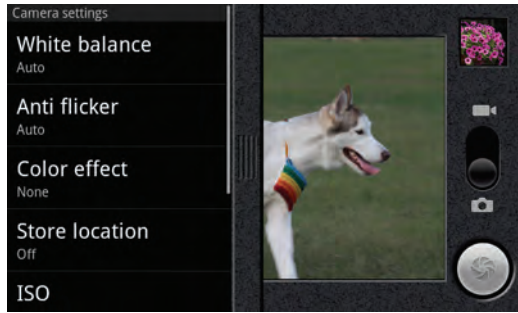 Camera settings
White balance
Auto
Anti flicker
Auto
Color effect
None
Store location
Off
ISO